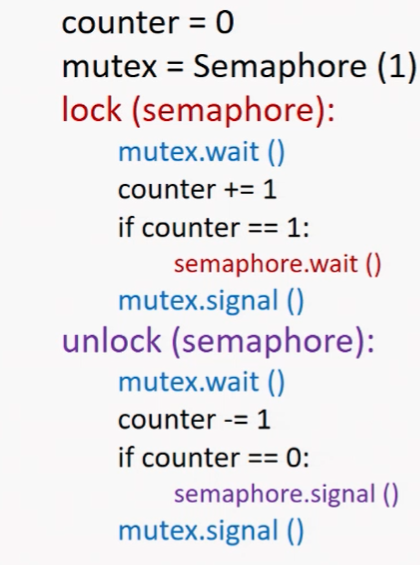 counter = 0
mutex = Semaphore (1)
lock (semaphore):
mutex.wait ()
counter += 1
if counter == 1:
semaphore.wait ()
mutex.signal ()
unlock (semaphore):
mutex.wait ()
counter -= 1
if counter == 0:
semaphore.signal ()
mutex.signal ()